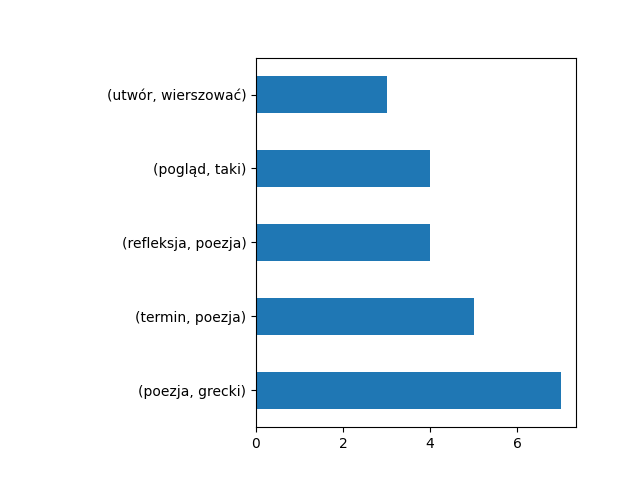 (utwór, wierszować)
(pogląd, taki)
(refleksja, poezja)
(termin, poezja)
(poezja, grecki)
0 2 4 6